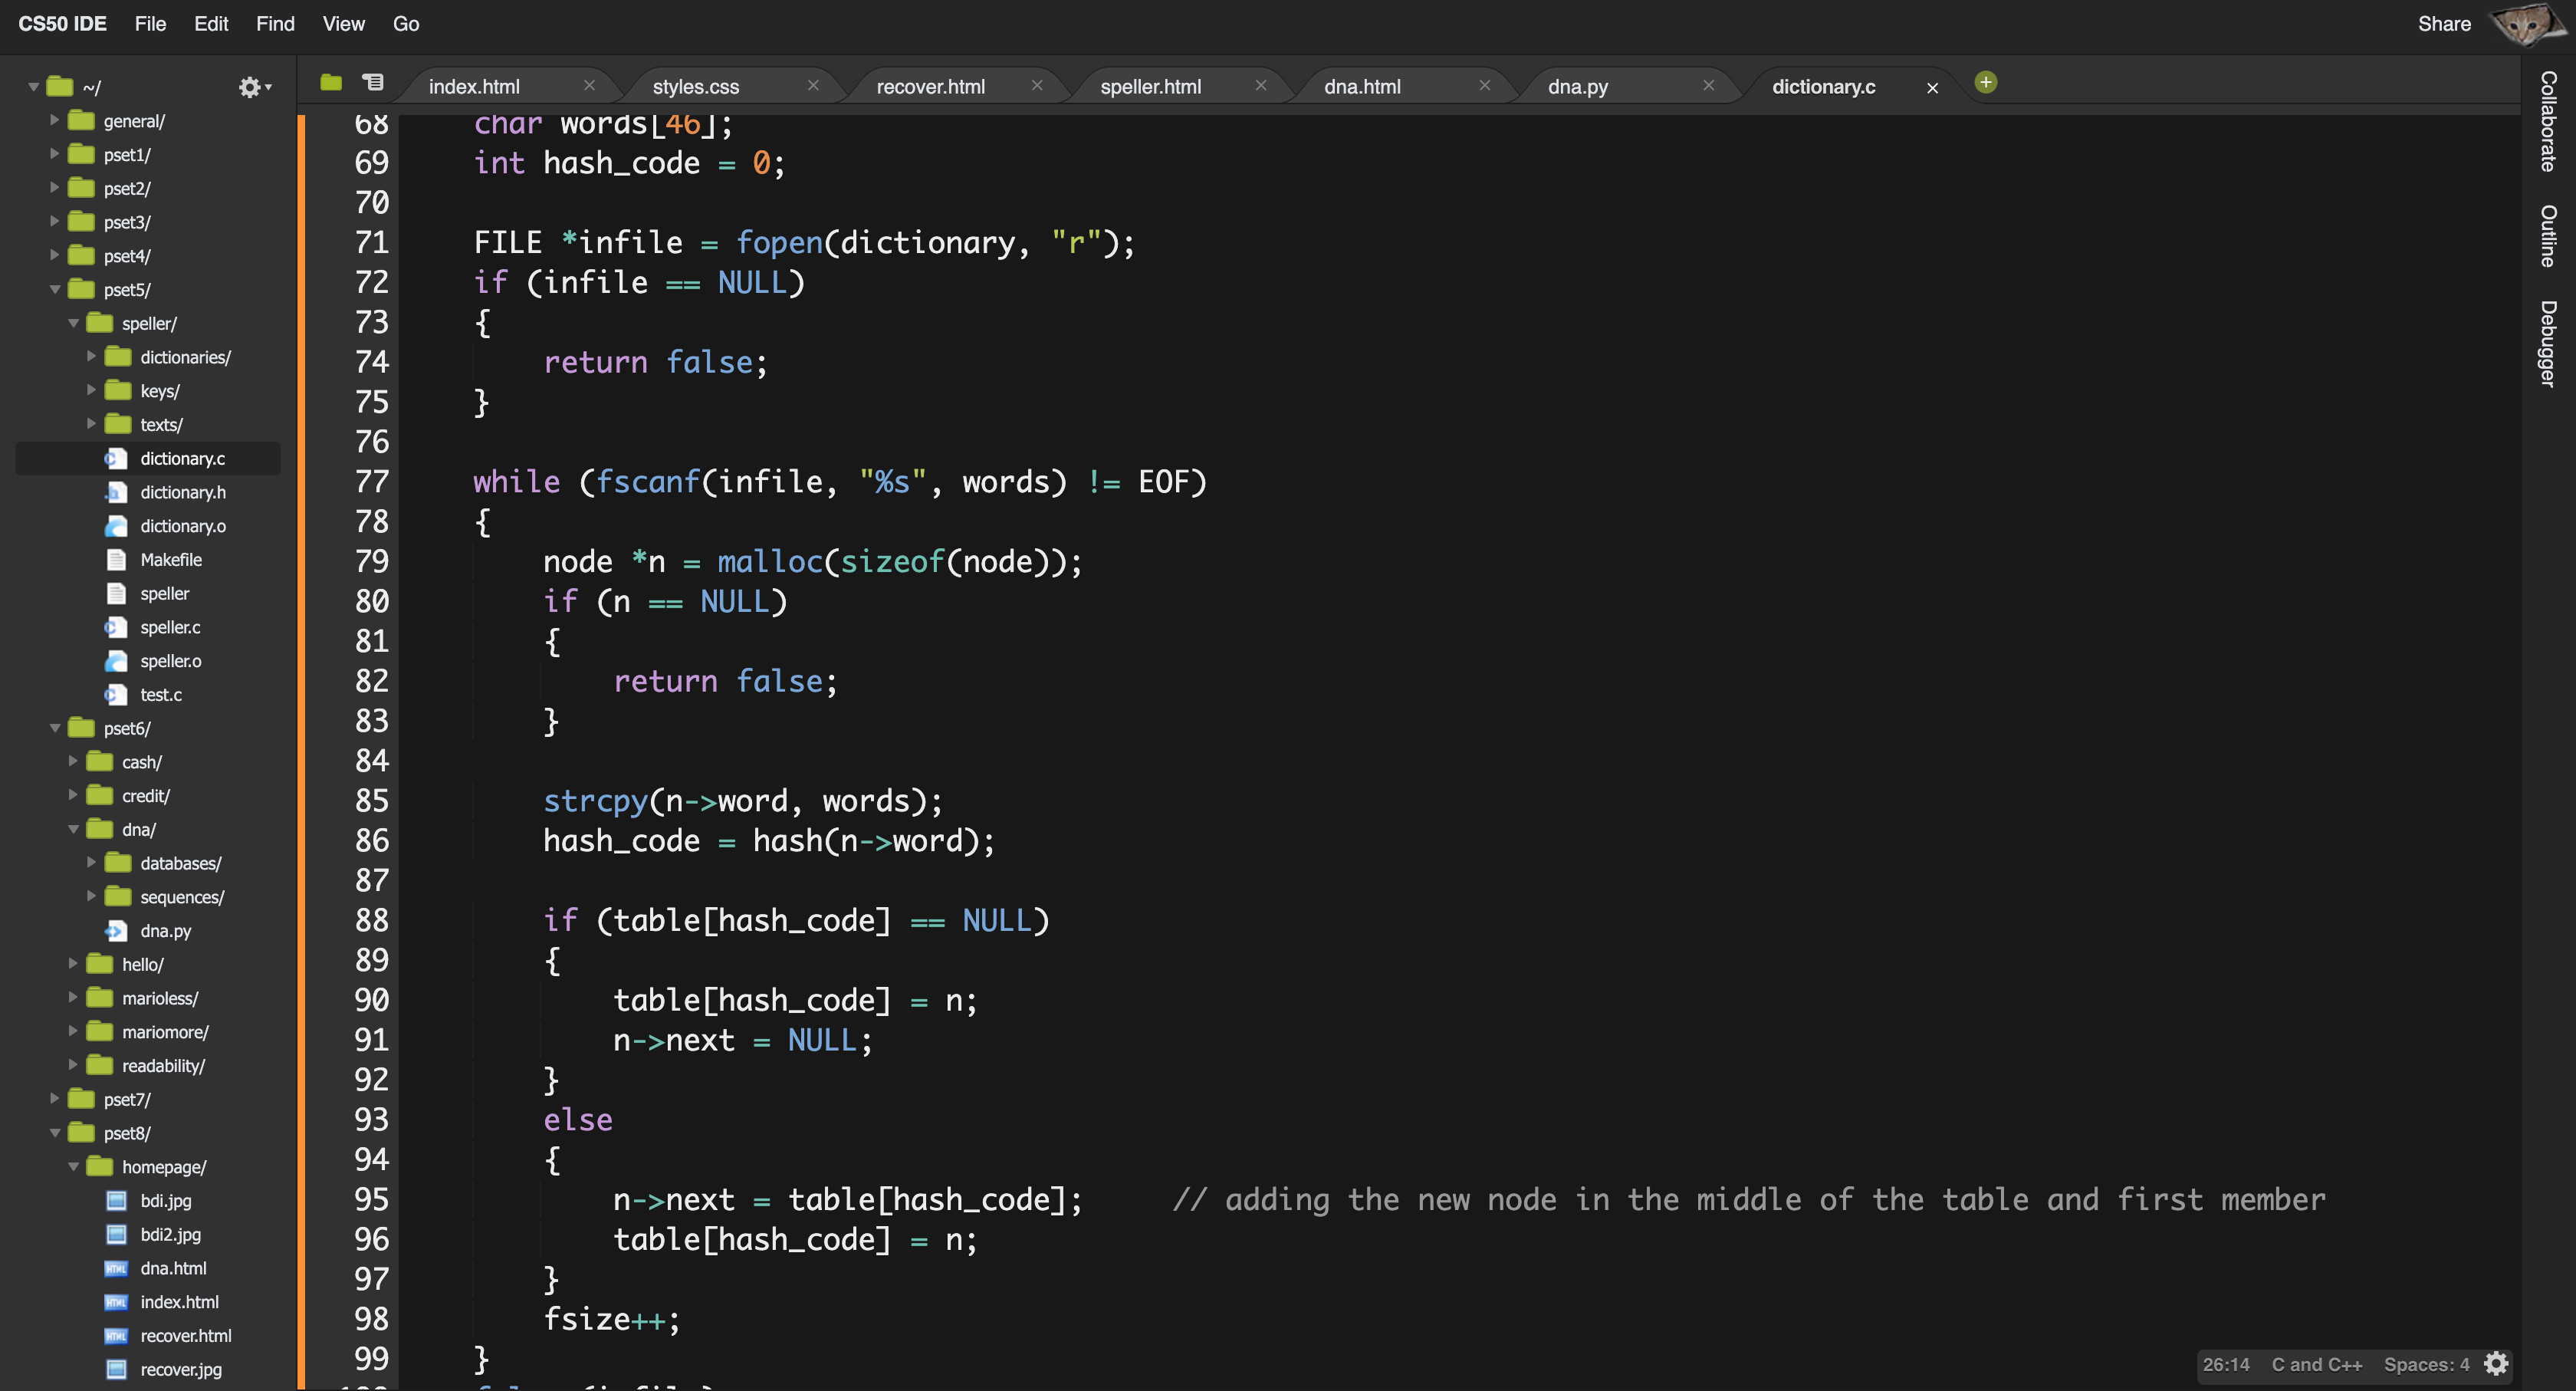 CS50 IDE File Edit Find View Go Share
~/
general/
pset1/
pset2/
pset3/
pset4/
pset5/
speller/
dictionaries/
keys/
texts/
dictionary.c
dictionary.h
dictionary.o
Makefile
speller
speller.c
speller.o
test.c
pset6/
cash/
credit/
dna/
databases/
sequences/
dna.py
hello/
marioless/
mariomore/
readability/
pset7/
pset8/
homepage/
bdi.jpg
bdi2.jpg
dna.html
index.html
recover.html
recover.jpg
index.html styles.css recover.html speller.html dna.html dna.py dictionary.c
68 char words[46];
69 int hash_code = 0;
70
71 FILE *infile = fopen(dictionary, "r");
72 if (infile == NULL)
73 {
74 return false;
75 }
76
77 while (fscanf(infile, "%s", words) != EOF)
78 {
79 node *n = malloc(sizeof(node));
80 if (n == NULL)
81 {
82 return false;
83 }
84
85 strcpy(n->word, words);
86 hash_code = hash(n->word);
87
88 if (table[hash_code] == NULL)
89 {
90 table[hash_code] = n;
91 n->next = NULL;
92 }
93 else
94 {
95 n->next = table[hash_code]; // adding the new node in the middle of the table and first member
96 table[hash_code] = n;
97 }
98 fsize++;
99 }
Collaborate
Outline
Debugger
26:14 C and C++ Spaces: 4